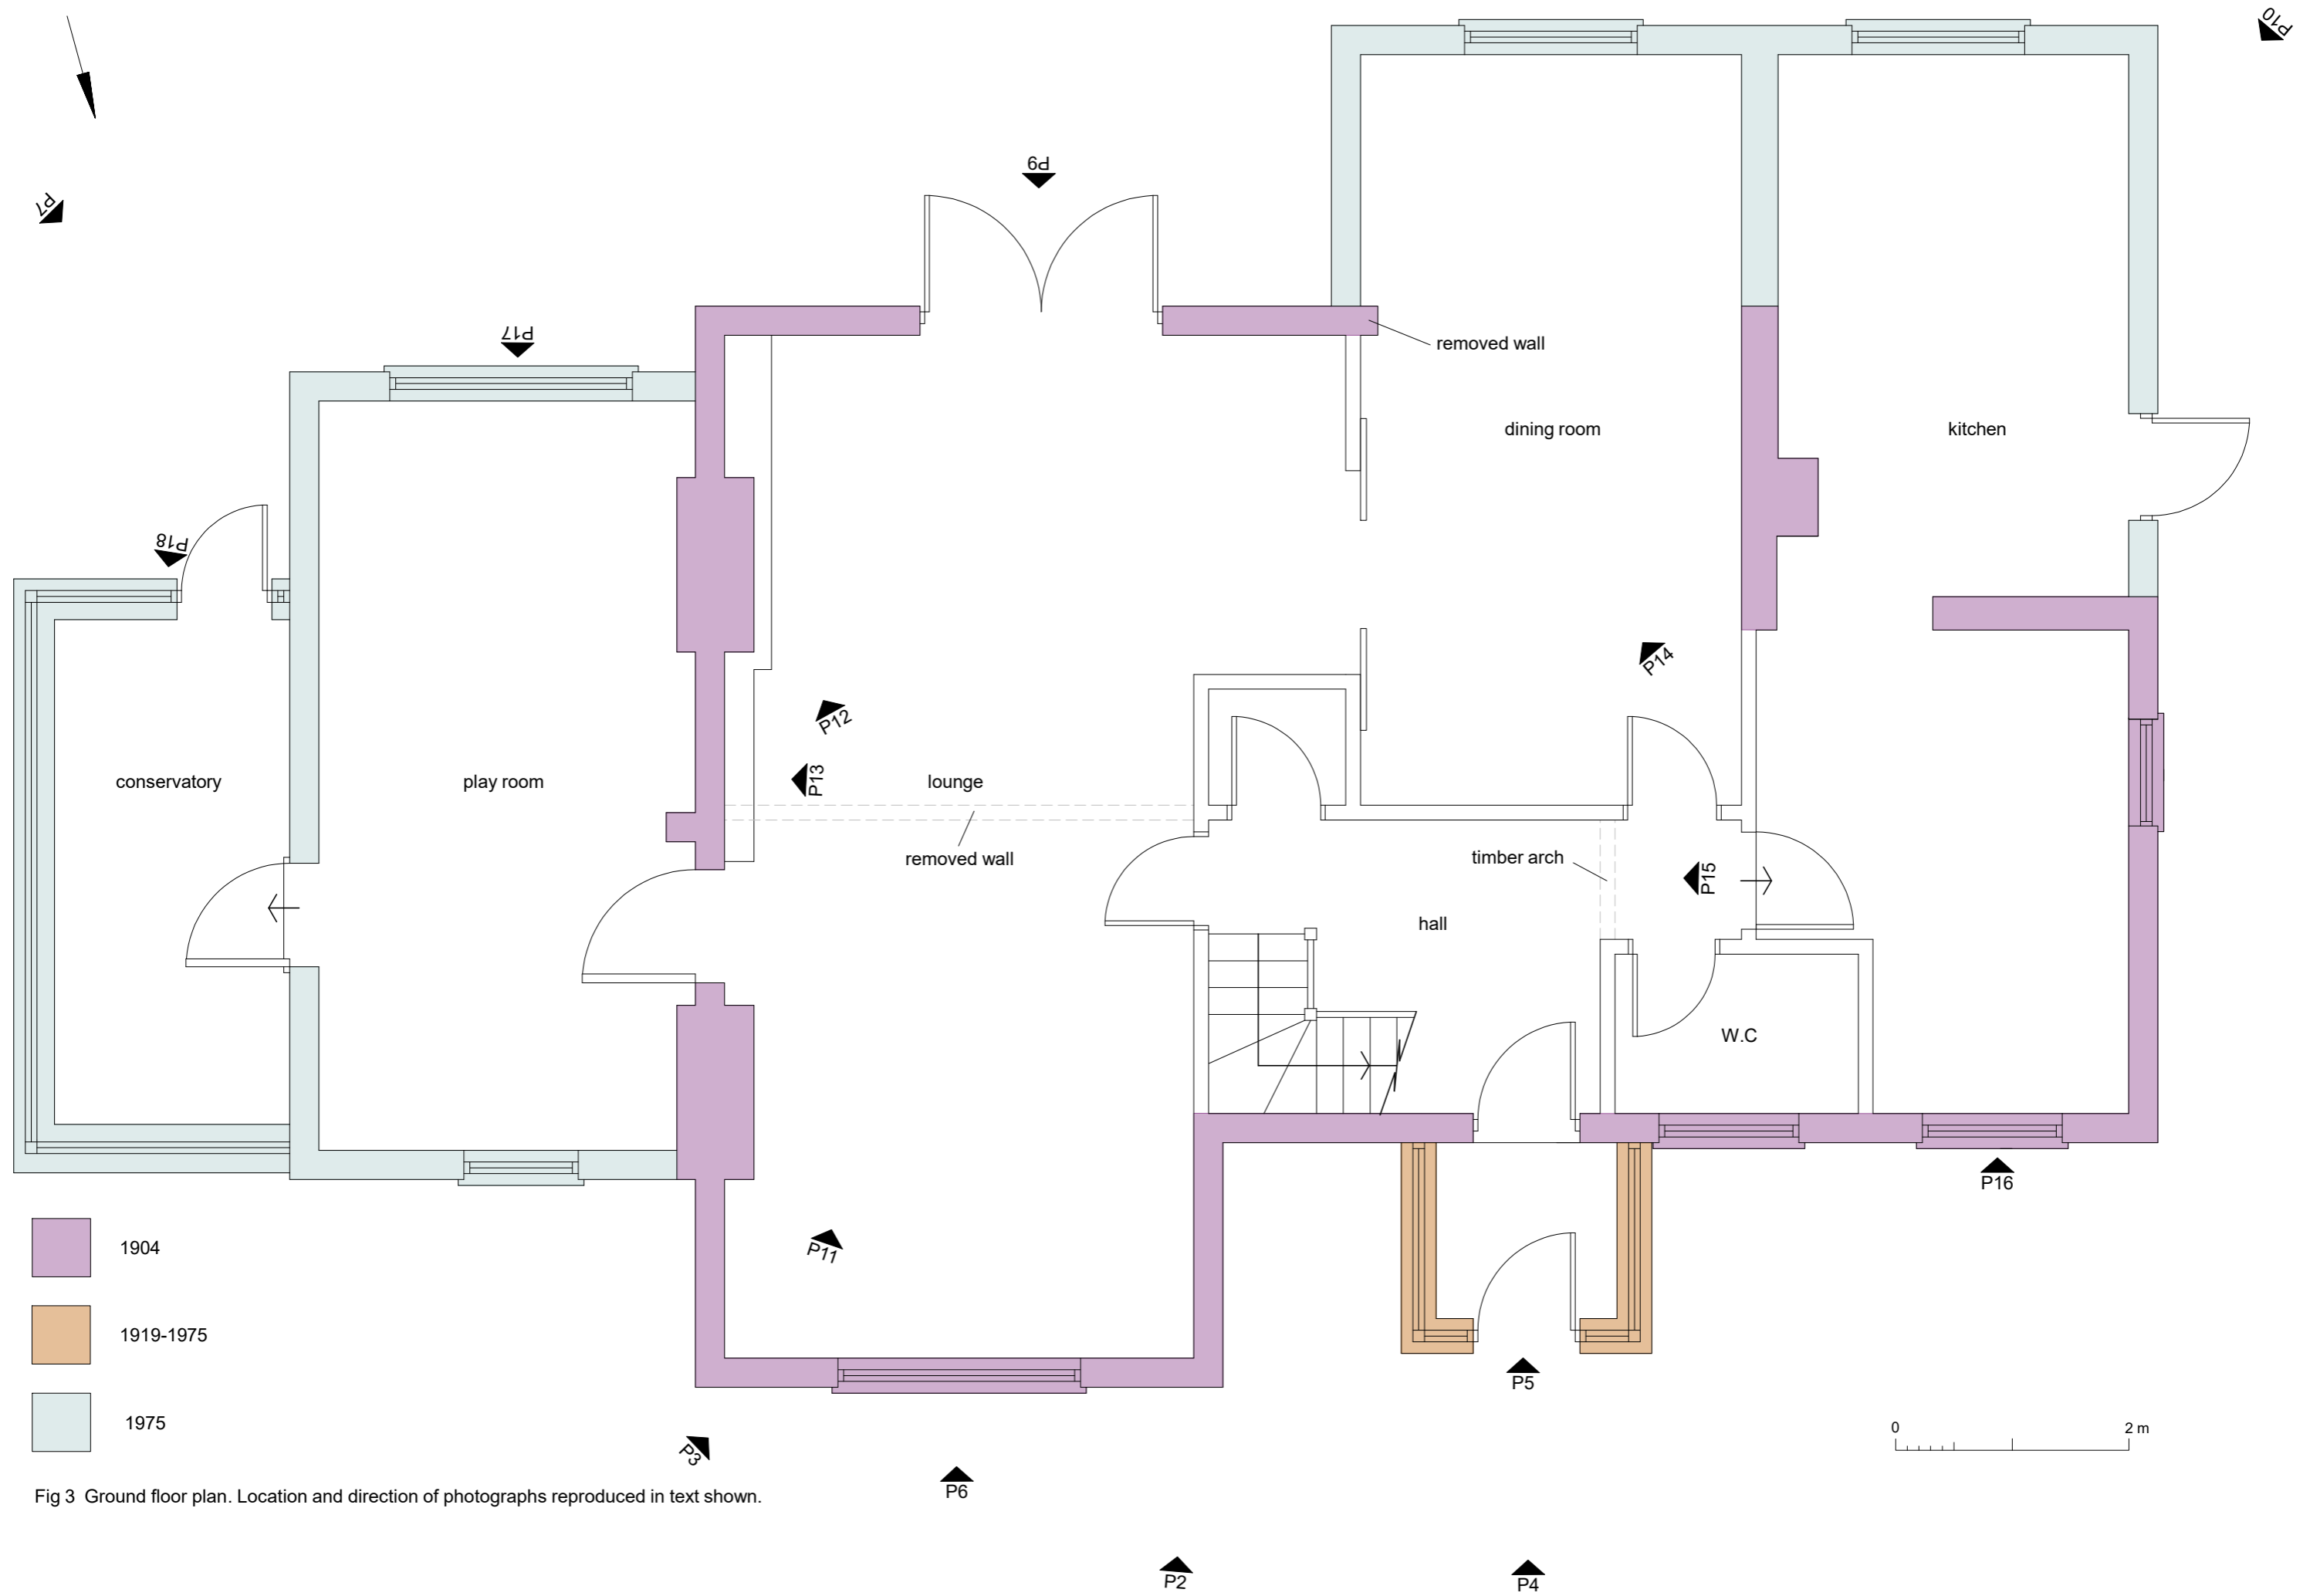 P10
P9
P7
P17
removed wall
dining room
kitchen
P18
P14
P12
conservatory
play room
P13
lounge
removed wall
timber arch
P15
hall
W.C
P16
1904
P11
1919-1975
P5
1975
0
2 m
P3
P6
Fig 3 Ground floor plan. Location and direction of photographs reproduced in text shown.
P2
P4